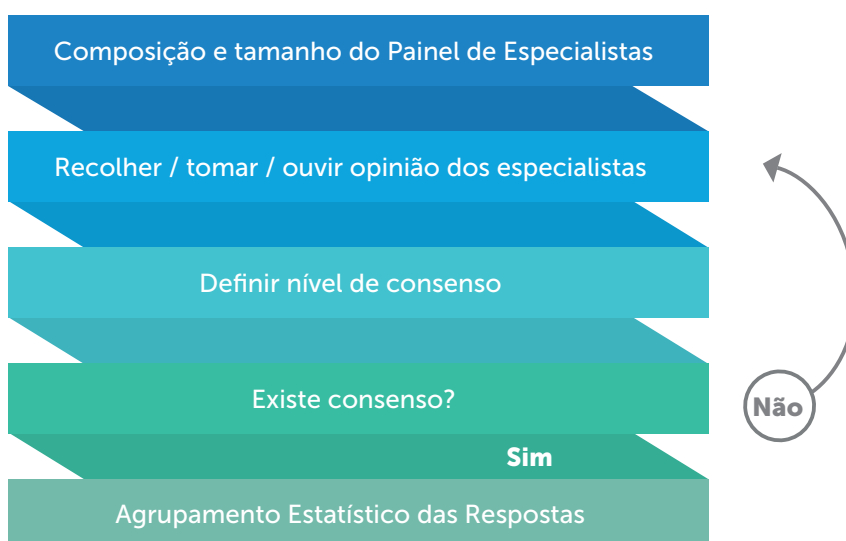 Composição e tamanho do Painel de Especialistas
Recolher / tomar / ouvir opinião dos especialistas
Definir nível de consenso
Existe consenso?
Não
Sim
Agrupamento Estatístico das Respostas